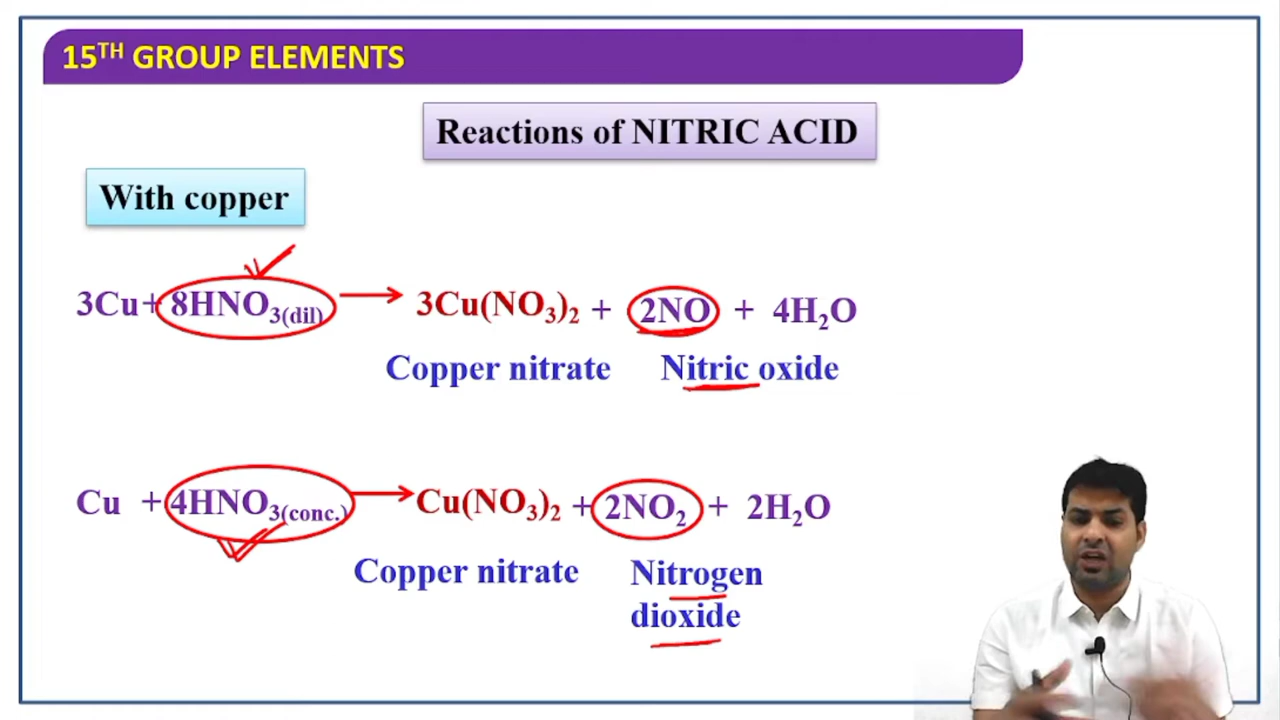 15TH GROUP ELEMENTS
Reactions of NITRIC ACID
With copper
3Cu+ 8HNO3(dil) → 3Cu(NO3)2 + 2NO + 4H2O
Copper nitrate Nitric oxide
Cu + 4HNO3(conc.) → Cu(NO3)2 + 2NO2 + 2H2O
Copper nitrate Nitrogen
dioxide